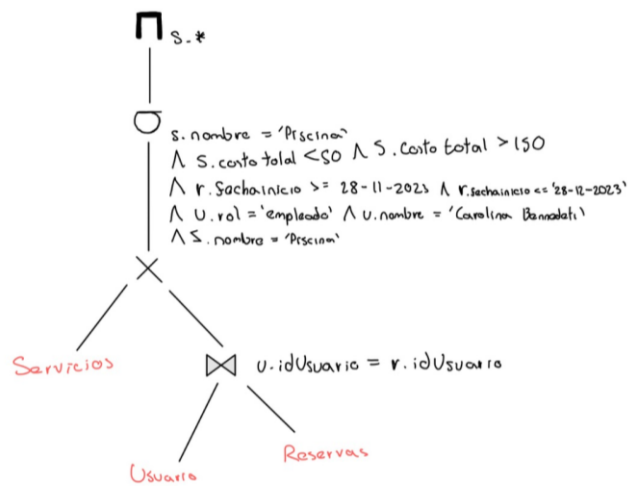 Π s.*
σ s.nombre = 'Piscina'
∧ s.costo total < 50 ∧ s.costo total > 150
∧ r.fechainicio >= 28-11-2023 ∧ r.fechainicio <= '28-12-2023'
∧ u.rol = 'empleado' ∧ u.nombre = 'Carolina Bennedeti'
∧ s.nombre = 'Piscina'
×
Servicios
⋈ u.idUsuario = r.idUsuario
Reservas
Usuario